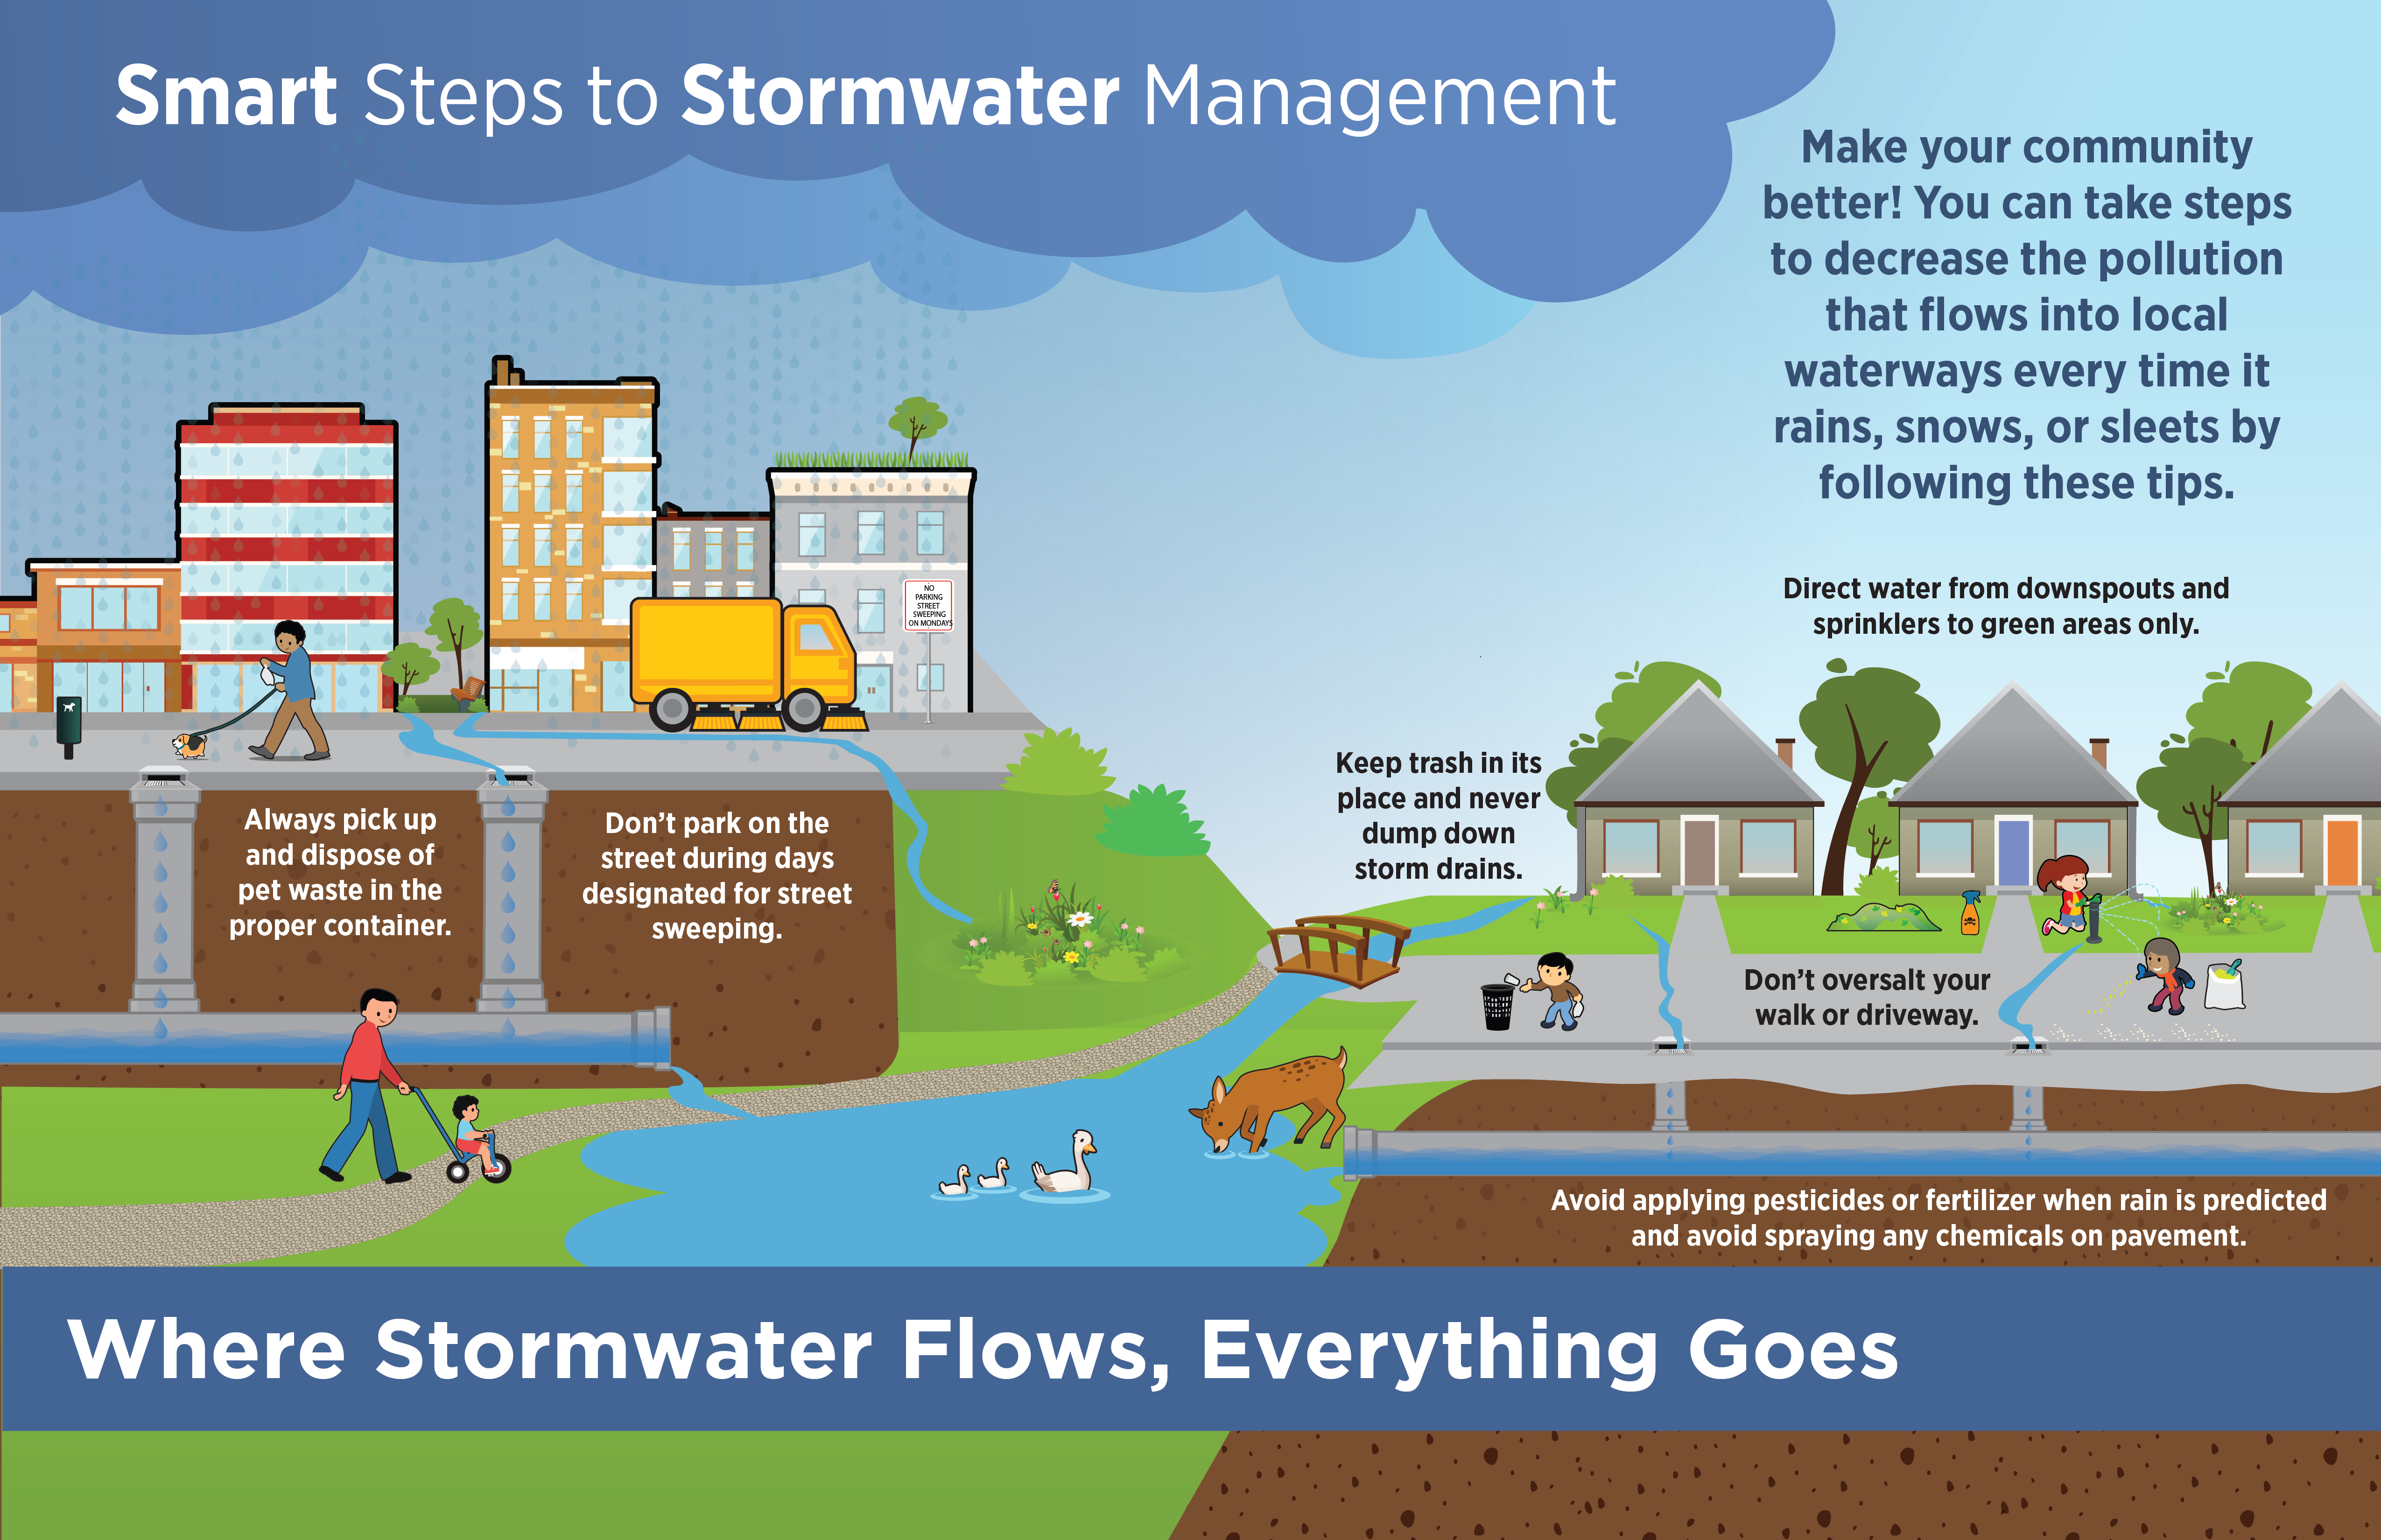 Smart Steps to Stormwater Management
Make your community
better! You can take steps
to decrease the pollution
that flows into local
waterways every time it
rains, snows, or sleets by
following these tips.
Direct water from downspouts and
sprinklers to green areas only.
NO
PARKING
STREET
SWEEPING
ON MONDAYS
Keep trash in its
place and never
dump down
storm drains.
Always pick up
and dispose of
pet waste in the
proper container.
Don’t park on the
street during days
designated for street
sweeping.
Don’t oversalt your
walk or driveway.
Avoid applying pesticides or fertilizer when rain is predicted
and avoid spraying any chemicals on pavement.
Where Stormwater Flows, Everything Goes